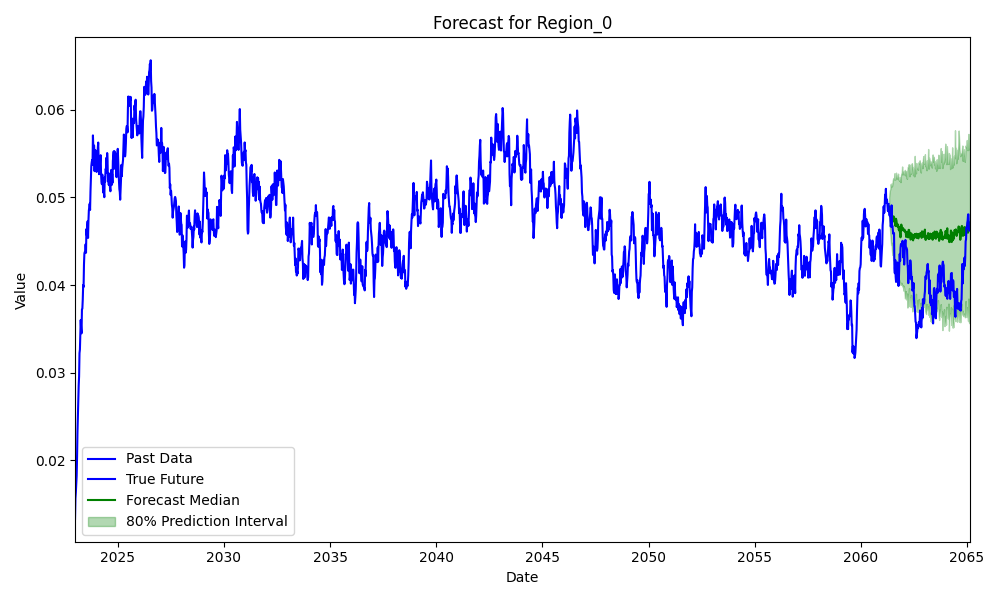 Forecast for Region_0
Value
0.06
0.05
0.04
0.03
0.02
Past Data
True Future
Forecast Median
80% Prediction Interval
2025 2030 2035 2040 2045 2050 2055 2060 2065
Date